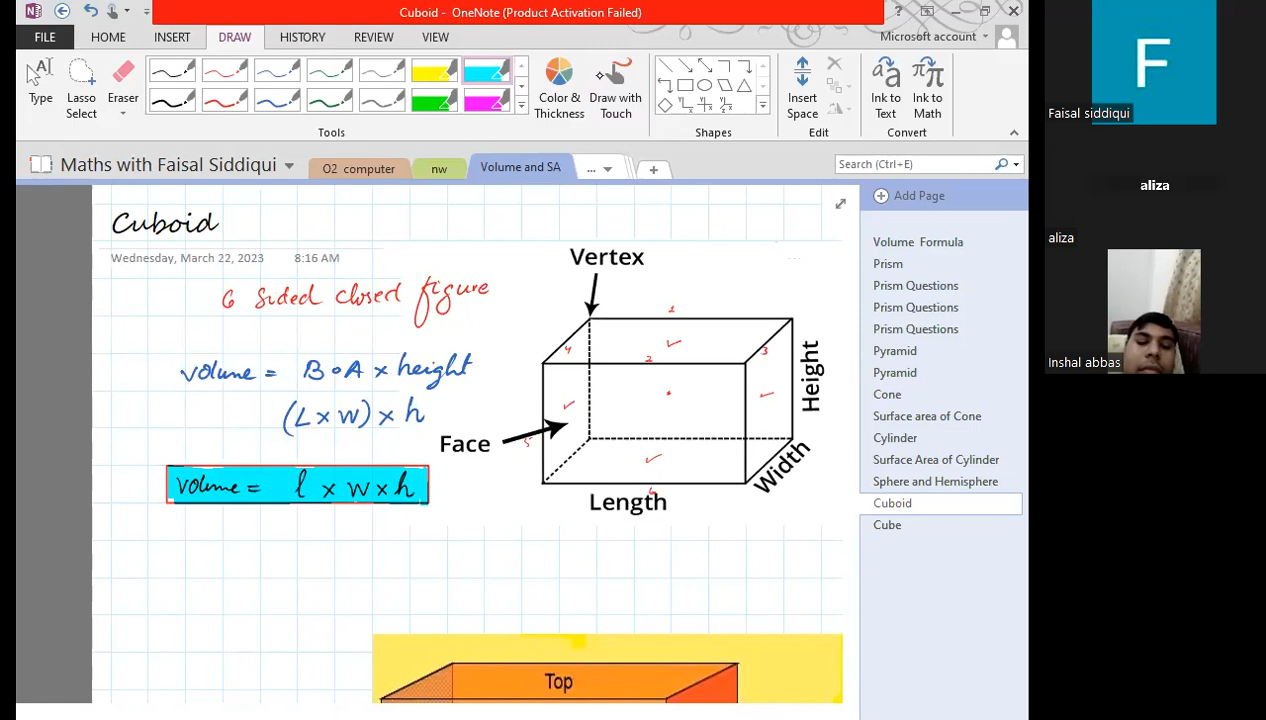 Cuboid - OneNote (Product Activation Failed)
?
FILE HOME INSERT DRAW HISTORY REVIEW VIEW
Microsoft account
Type
Lasso Select
Eraser
Color & Thickness
Draw with Touch
Insert Space
Ink to Text
Ink to Math
Tools
Shapes
Edit
Convert
Maths with Faisal Siddiqui
O2 computer
nw
Volume and SA
...
Search (Ctrl+E)
Cuboid
Wednesday, March 22, 2023 8:16 AM
6 sided closed figure
volume = B o A x height
(L x W) x h
volume = l x w x h
Vertex
Face
Length
Width
Height
2
3
4
5
6
Top
Add Page
Volume Formula
Prism
Prism Questions
Prism Questions
Prism Questions
Pyramid
Pyramid
Cone
Surface area of Cone
Cylinder
Surface Area of Cylinder
Sphere and Hemisphere
Cuboid
Cube
F
Faisal siddiqui
aliza
aliza
Inshal abbas